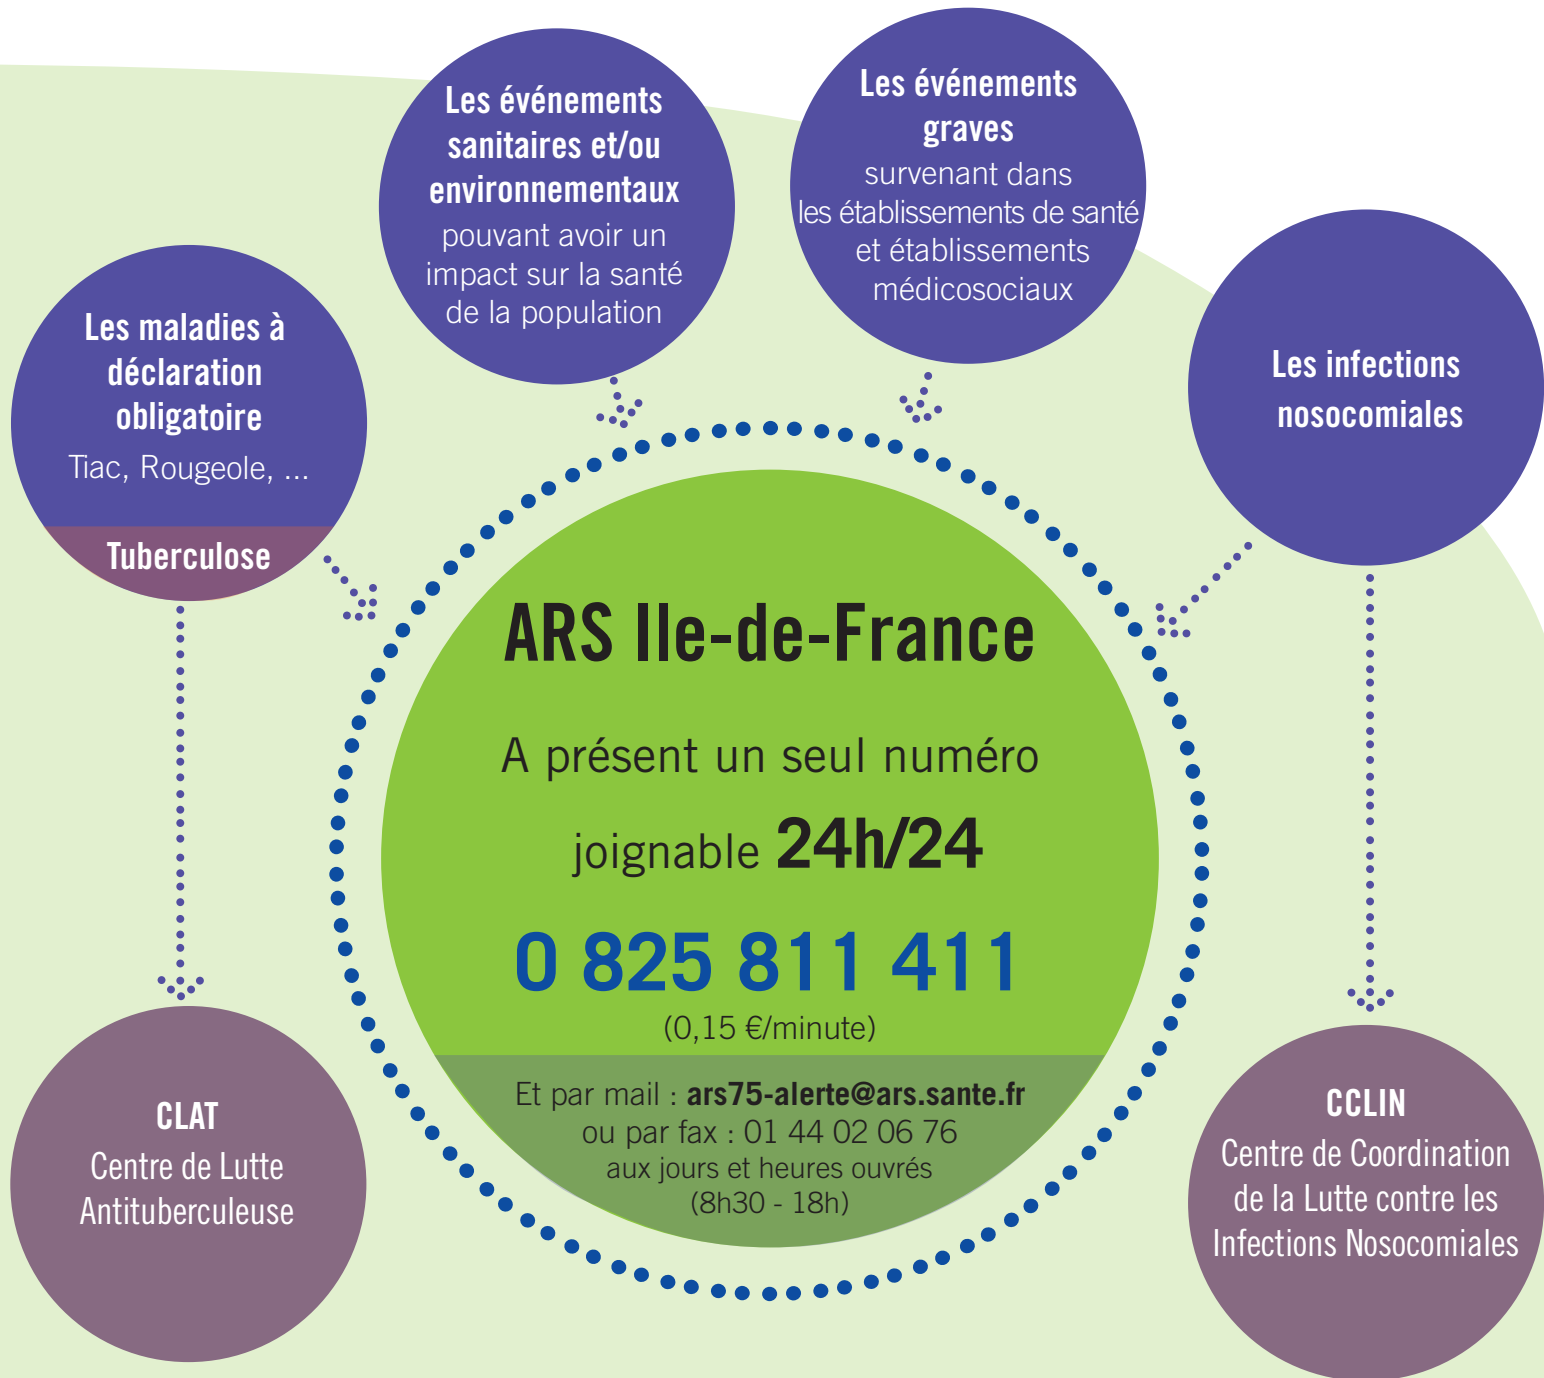 Les événements
sanitaires et/ou
environnementaux
pouvant avoir un
impact sur la santé
de la population
Les événements
graves
survenant dans
les établissements de santé
et établissements
médicosociaux
Les maladies à
déclaration
obligatoire
Tiac, Rougeole, ...
Tuberculose
Les infections
nosocomiales
ARS Ile-de-France
A présent un seul numéro
joignable 24h/24
0 825 811 411
(0,15 €/minute)
Et par mail : ars75-alerte@ars.sante.fr
ou par fax : 01 44 02 06 76
aux jours et heures ouvrés
(8h30 - 18h)
CLAT
Centre de Lutte
Antituberculeuse
CCLIN
Centre de Coordination
de la Lutte contre les
Infections Nosocomiales